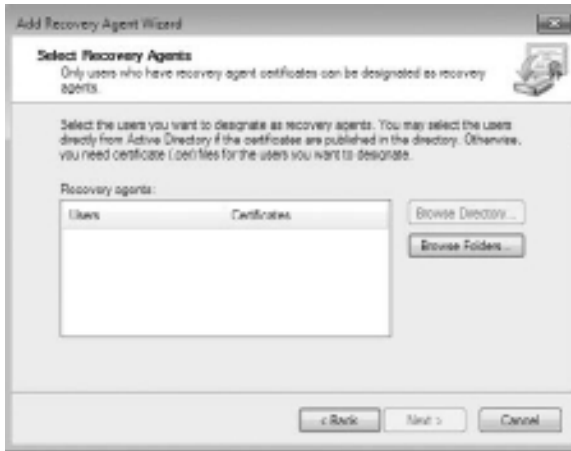 Add Recovery Agent Wizard
Select Recovery Agents
Only users who have recovery agent certificates can be designated as recovery
agents.
Select the users you want to designate as recovery agents. You may select the users
directly from Active Directory if the certificates are published in the directory. Otherwise,
you need certificate (.cer) files for the users you want to designate.
Recovery agents:
Users Certificates
Browse Directory...
Browse Folders...
< Back Next > Cancel